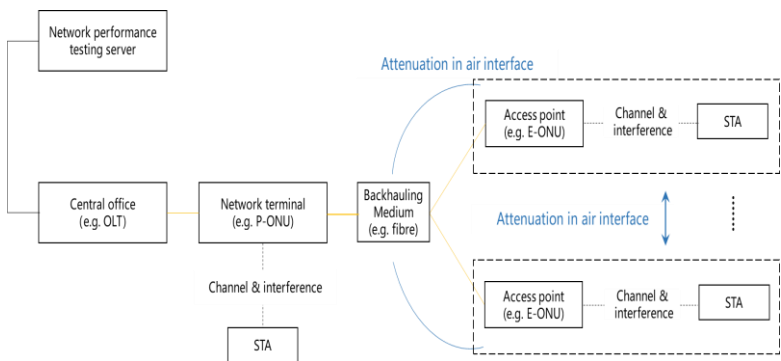 Network performance
testing server
Attenuation in air interface
Access point
(e.g. E-ONU)
Channel &
interference
STA
Central office
(e.g. OLT)
Network terminal
(e.g. P-ONU)
Backhauling
Medium
(e.g. fibre)
Attenuation in air interface
Channel & interference
STA
Access point
(e.g. E-ONU)
Channel &
interference
STA